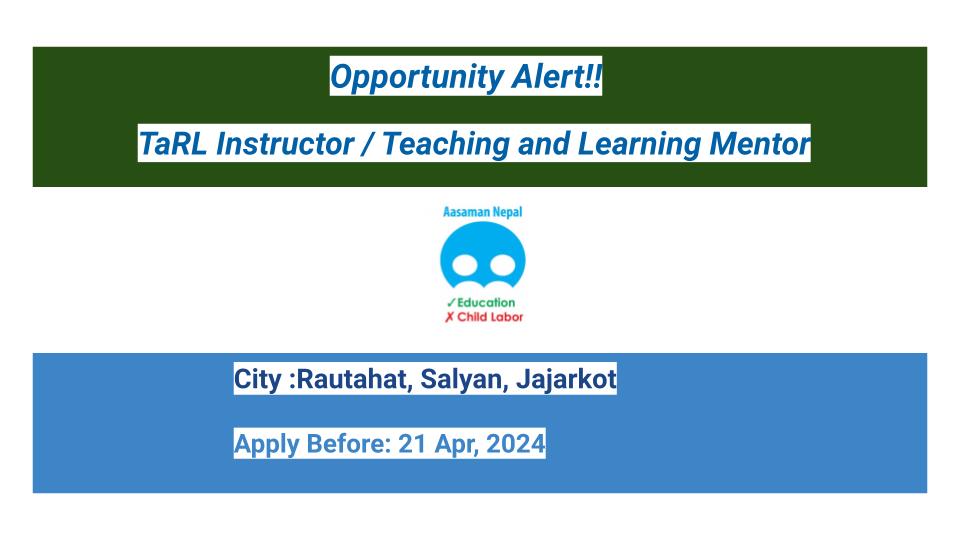 Opportunity Alert!!
TaRL Instructor / Teaching and Learning Mentor
Aasaman Nepal
✓Education
✗ Child Labor
City :Rautahat, Salyan, Jajarkot
Apply Before: 21 Apr, 2024